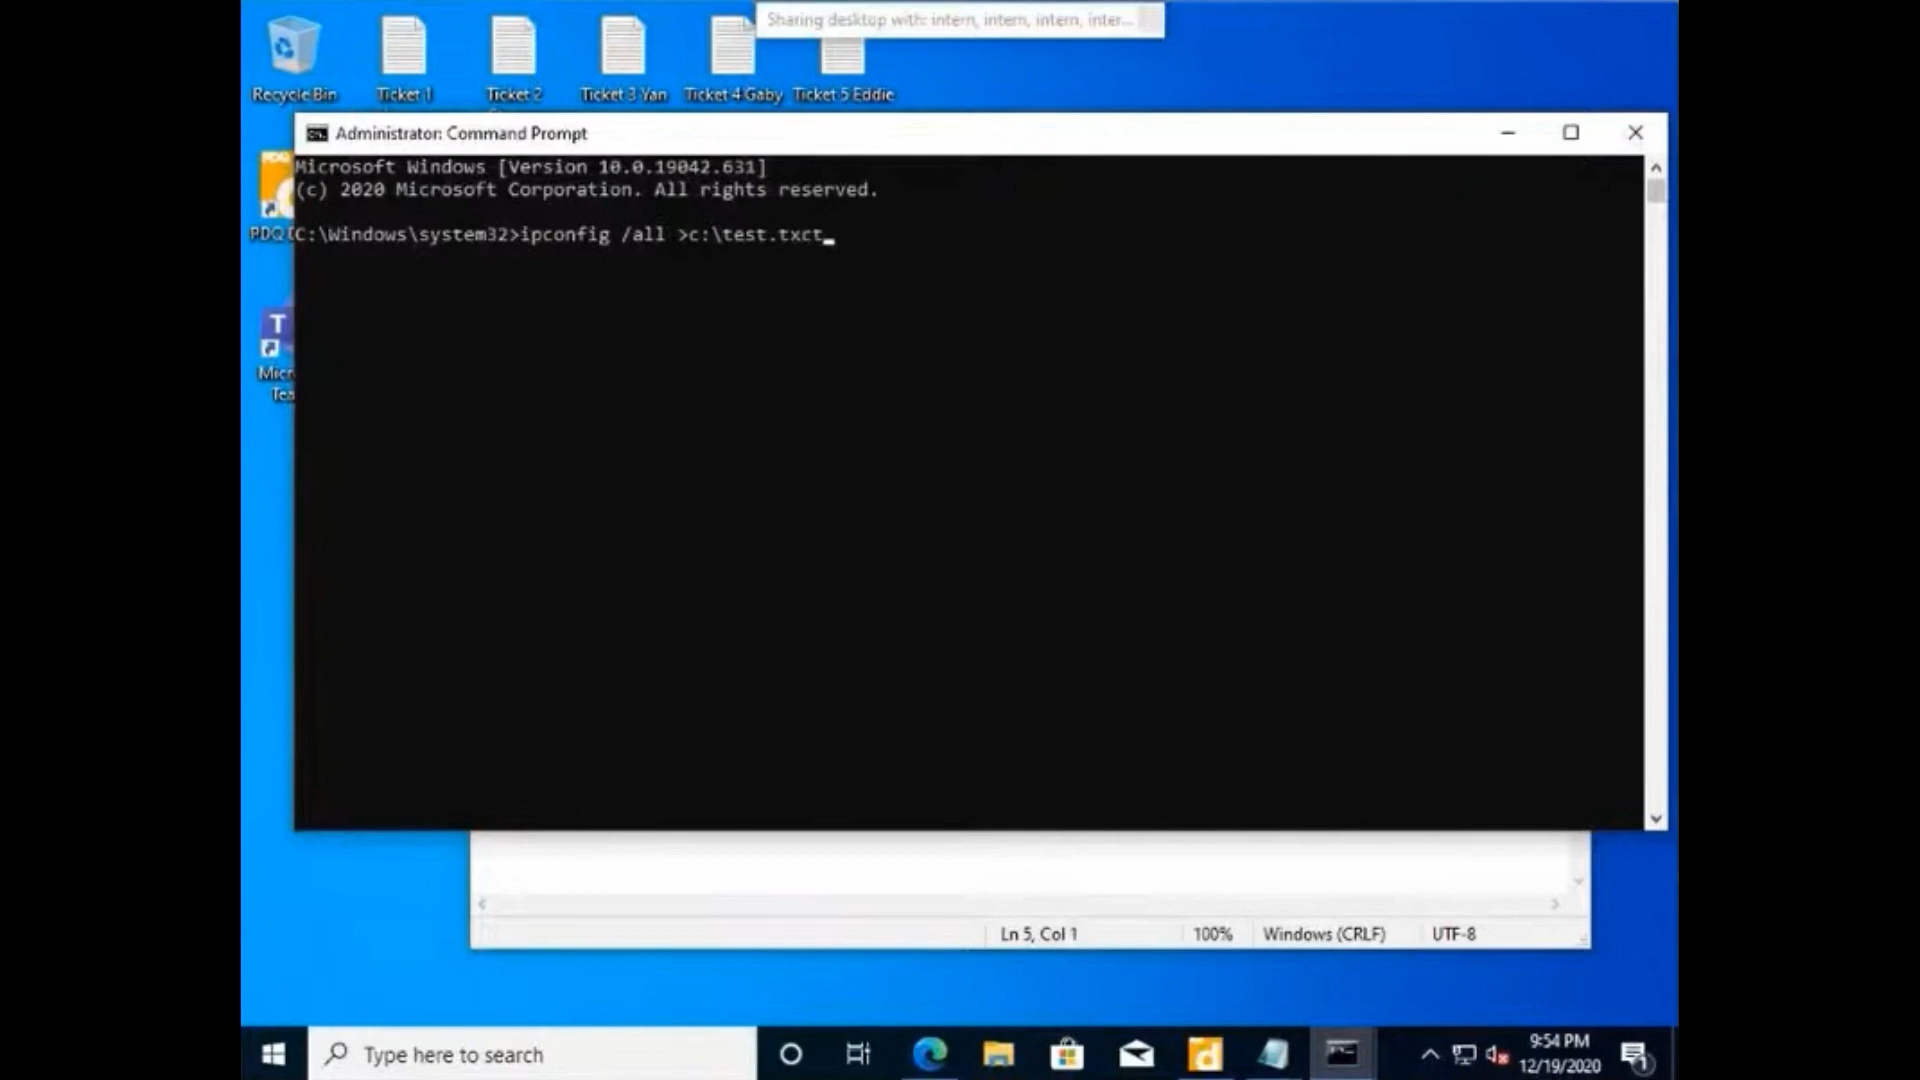 Sharing desktop with: intern, intern, intern, inter...
Recycle Bin
Ticket 1
Ticket 2
Ticket 3 Yan
Ticket 4 Gaby
Ticket 5 Eddie
Administrator: Command Prompt
Microsoft Windows [Version 10.0.19042.631]
(c) 2020 Microsoft Corporation. All rights reserved.
PDQ
C:\Windows\system32>ipconfig /all >c:\test.txct
Micr
Tea
Ln 5, Col 1
100%
Windows (CRLF)
UTF-8
Type here to search
9:54 PM
12/19/2020
1